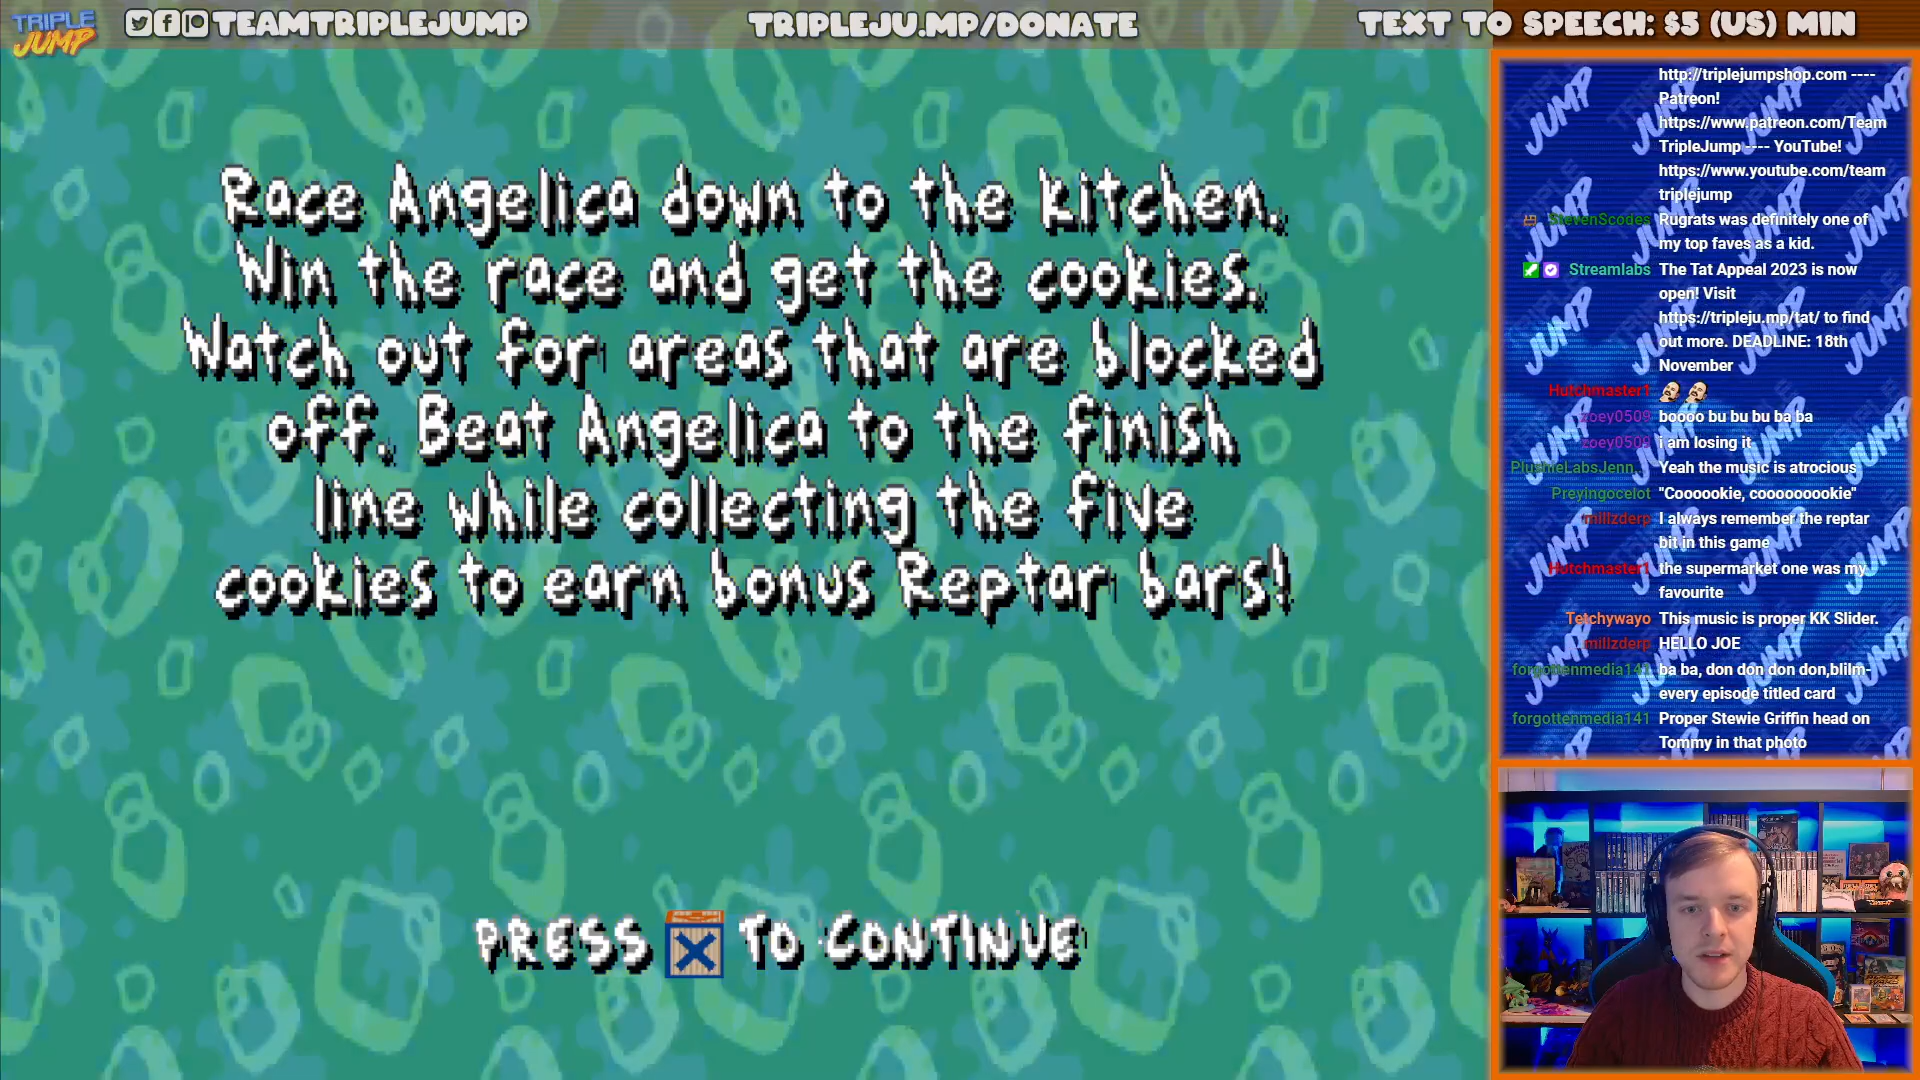 TRIPLE JUMP
TEAMTRIPLEJUMP
TRIPLEJU.MP/DONATE
TEXT TO SPEECH: $5 (US) MIN
Race Angelica down to the kitchen.
Win the race and get the cookies.
Watch out for areas that are blocked
off. Beat Angelica to the finish
line while collecting the five
cookies to earn bonus Reptar bars!
PRESS X TO CONTINUE
http://triplejumpshop.com ----
Patreon!
https://www.patreon.com/Team
TripleJump ---- YouTube!
https://www.youtube.com/team
triplejump
StevenScodes Rugrats was definitely one of
my top faves as a kid.
Streamlabs The Tat Appeal 2023 is now
open! Visit
https://tripleju.mp/tat/ to find
out more. DEADLINE: 18th
November
Hutchmaster1
zoey0509 boooo bu bu bu ba ba
zoey0509 i am losing it
PlushieLabsJenn... Yeah the music is atrocious
Preyingocelot "Coooookie, cooooooookie"
millzderp I always remember the reptar
bit in this game
Hutchmaster1 the supermarket one was my
favourite
Tetchywayo This music is proper KK Slider.
millzderp HELLO JOE
forgottenmedia141 ba ba, don don don don,blilm-
every episode titled card
forgottenmedia141 Proper Stewie Griffin head on
Tommy in that photo